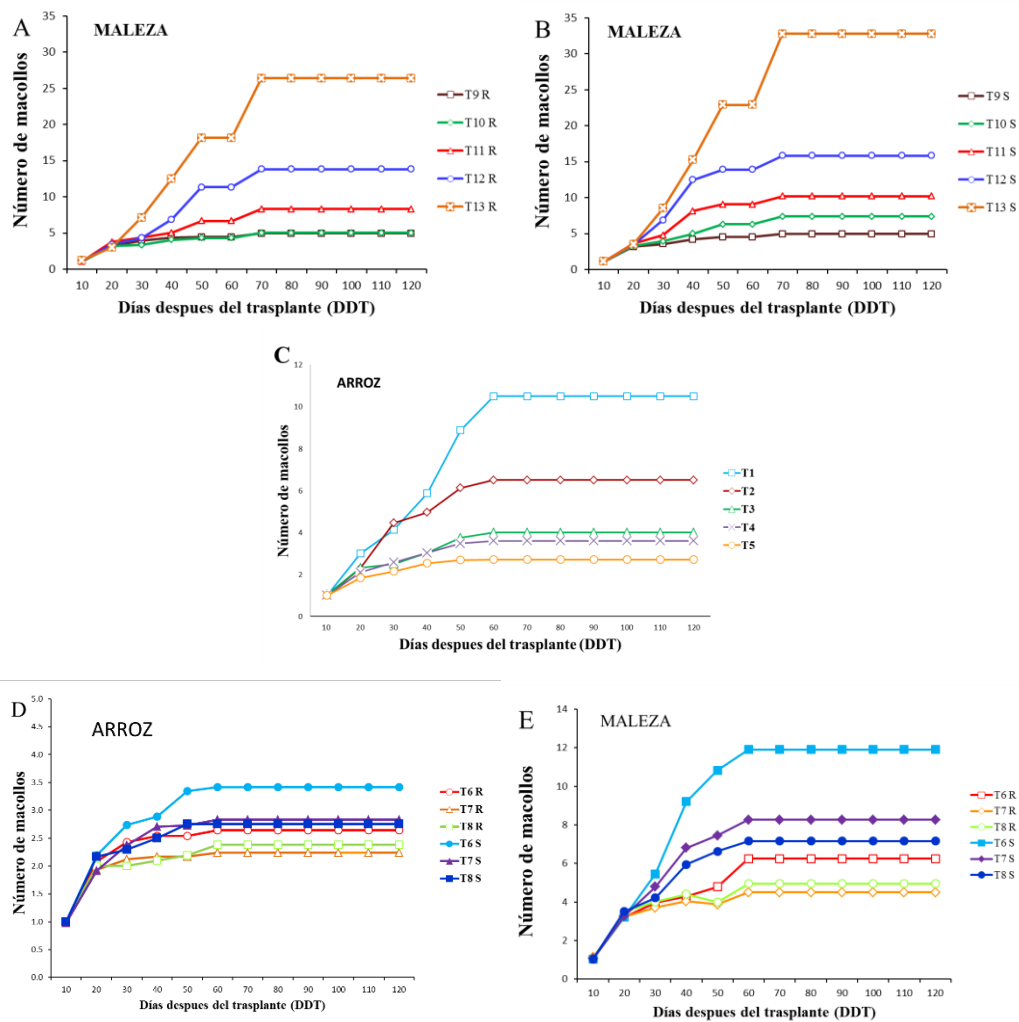 A
MALEZA
Número de macollos
35
30
25
20
15
10
5
0
10 20 30 40 50 60 70 80 90 100 110 120
Días despues del trasplante (DDT)
T9 R
T10 R
T11 R
T12 R
T13 R
B
MALEZA
Número de macollos
35
30
25
20
15
10
5
0
10 20 30 40 50 60 70 80 90 100 110 120
Días despues del trasplante (DDT)
T9 S
T10 S
T11 S
T12 S
T13 S
C
ARROZ
Número de macollos
12
10
8
6
4
2
0
10 20 30 40 50 60 70 80 90 100 110 120
Días despues del trasplante (DDT)
T1
T2
T3
T4
T5
D
ARROZ
Número de macollos
5.0
4.5
4.0
3.5
3.0
2.5
2.0
1.5
1.0
0.5
0.0
10 20 30 40 50 60 70 80 90 100 110 120
Días despues del trasplante (DDT)
T6 R
T7 R
T8 R
T6 S
T7 S
T8 S
E
MALEZA
Número de macollos
14
12
10
8
6
4
2
0
10 20 30 40 50 60 70 80 90 100 110 120
Días despues del trasplante (DDT)
T6 R
T7 R
T8 R
T6 S
T7 S
T8 S